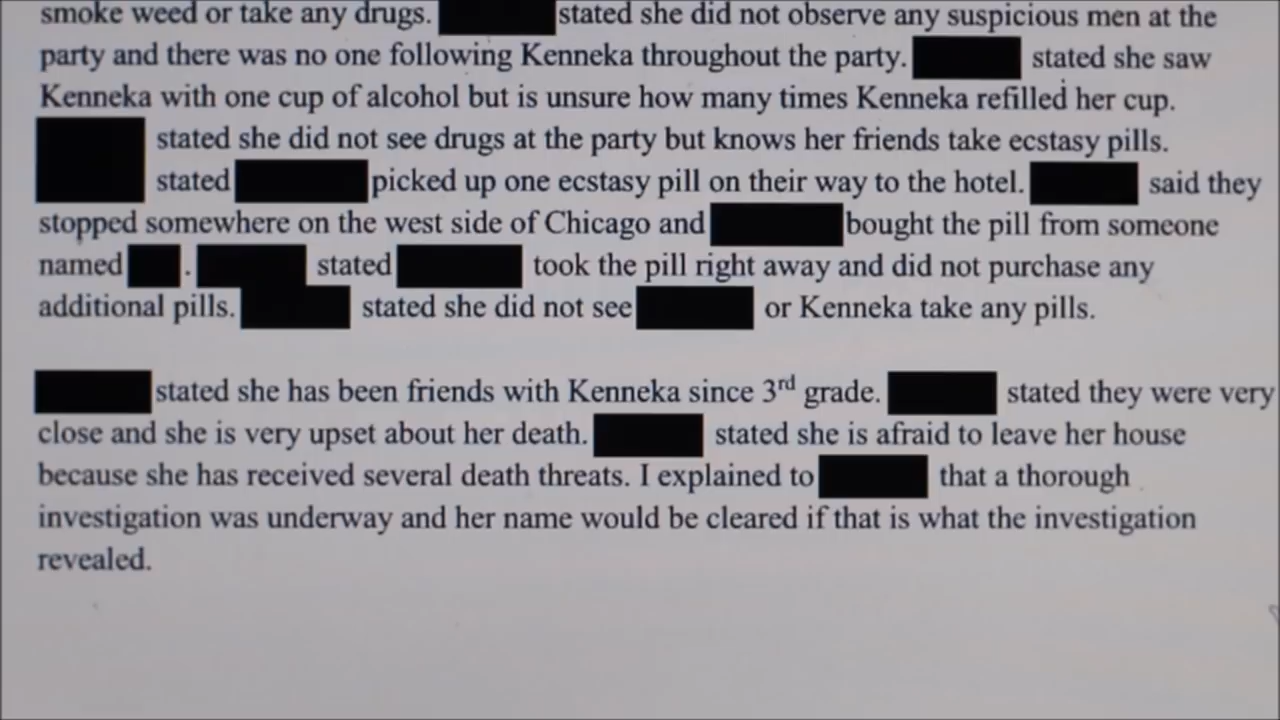 smoke weed or take any drugs. stated she did not observe any suspicious men at the
party and there was no one following Kenneka throughout the party. stated she saw
Kenneka with one cup of alcohol but is unsure how many times Kenneka refilled her cup.
stated she did not see drugs at the party but knows her friends take ecstasy pills.
stated picked up one ecstasy pill on their way to the hotel. said they
stopped somewhere on the west side of Chicago and bought the pill from someone
named . stated took the pill right away and did not purchase any
additional pills. stated she did not see or Kenneka take any pills.
stated she has been friends with Kenneka since 3rd grade. stated they were very
close and she is very upset about her death. stated she is afraid to leave her house
because she has received several death threats. I explained to that a thorough
investigation was underway and her name would be cleared if that is what the investigation
revealed.